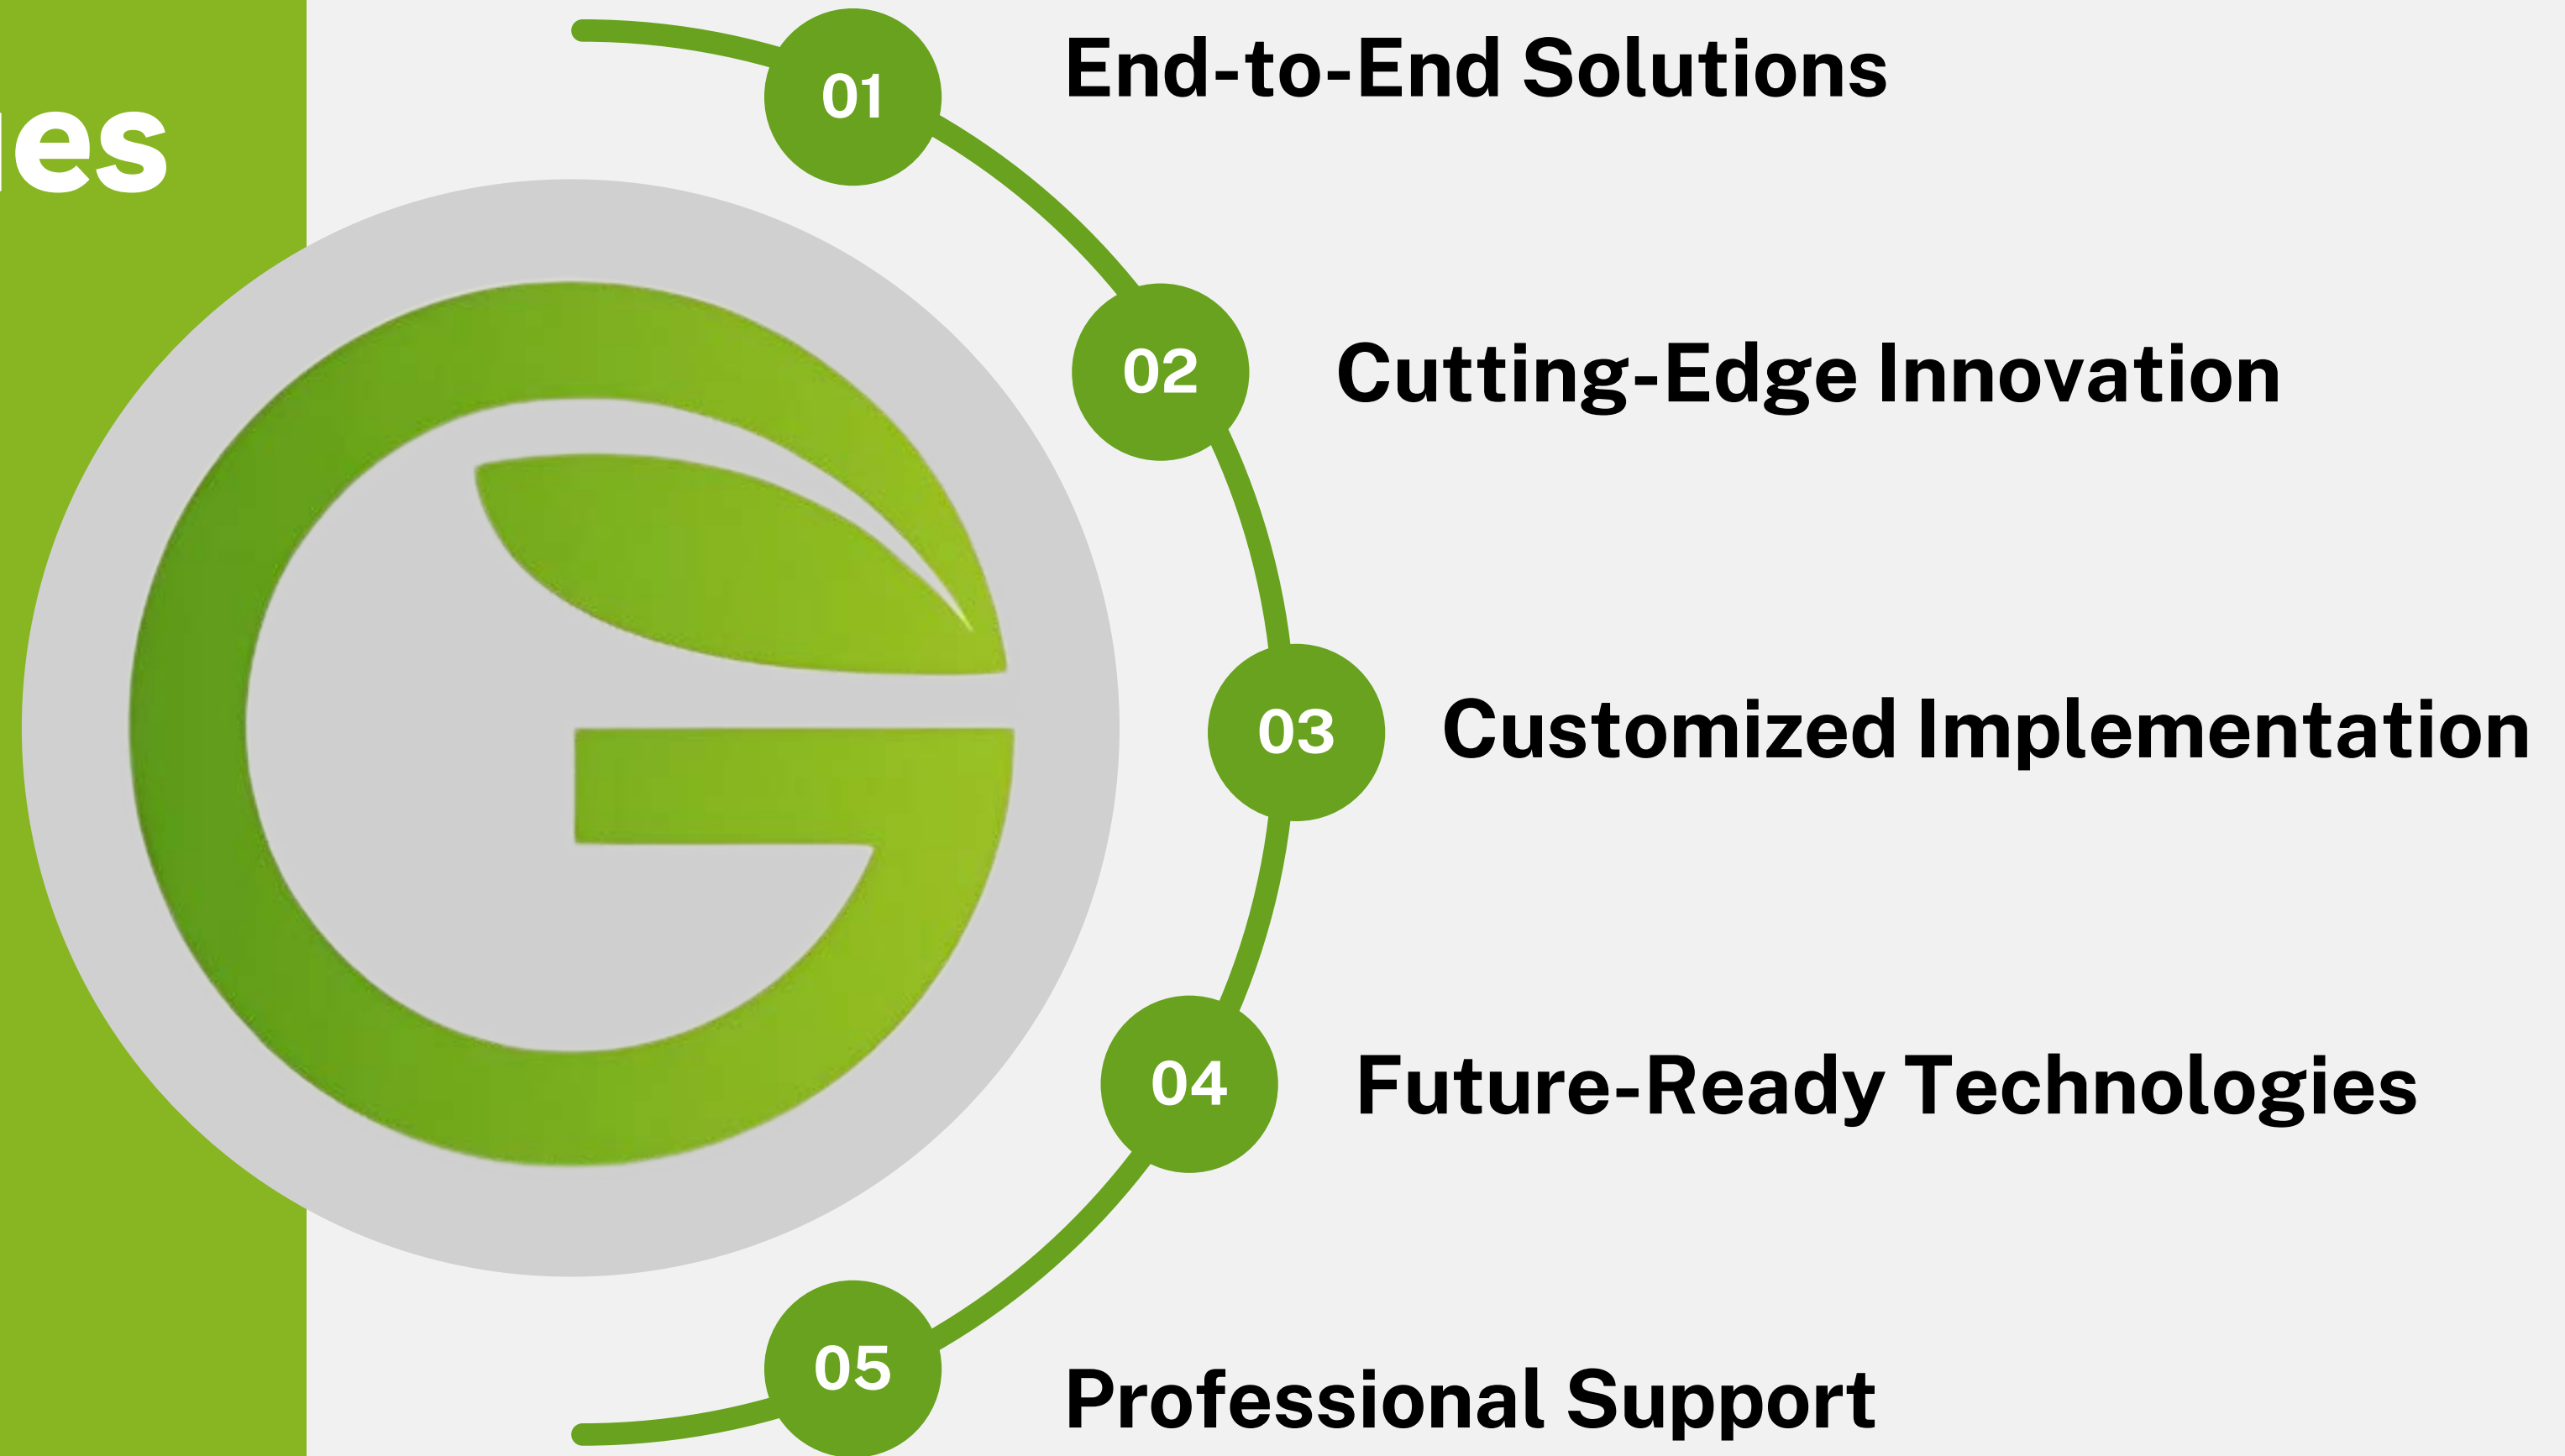 01
End-to-End Solutions
02
Cutting-Edge Innovation
03
Customized Implementation
04
Future-Ready Technologies
05
Professional Support